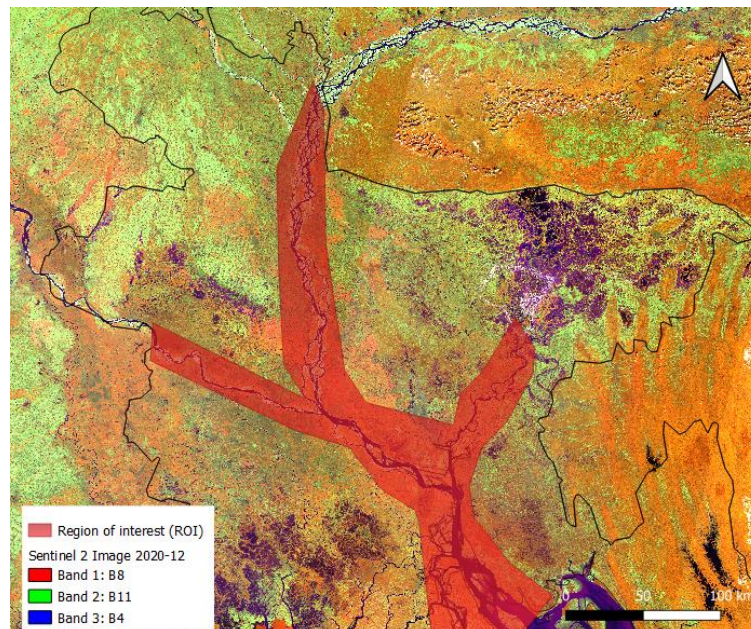 Region of interest (ROI)
Sentinel 2 Image 2020-12
Band 1: B8
Band 2: B11
Band 3: B4
0 50 100 km